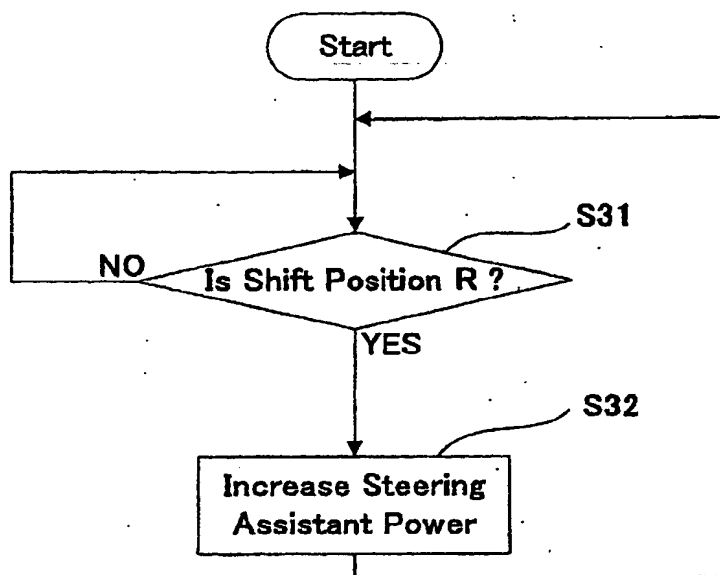 Start
S31
NO
Is Shift Position R ?
YES
S32
Increase Steering
Assistant Power